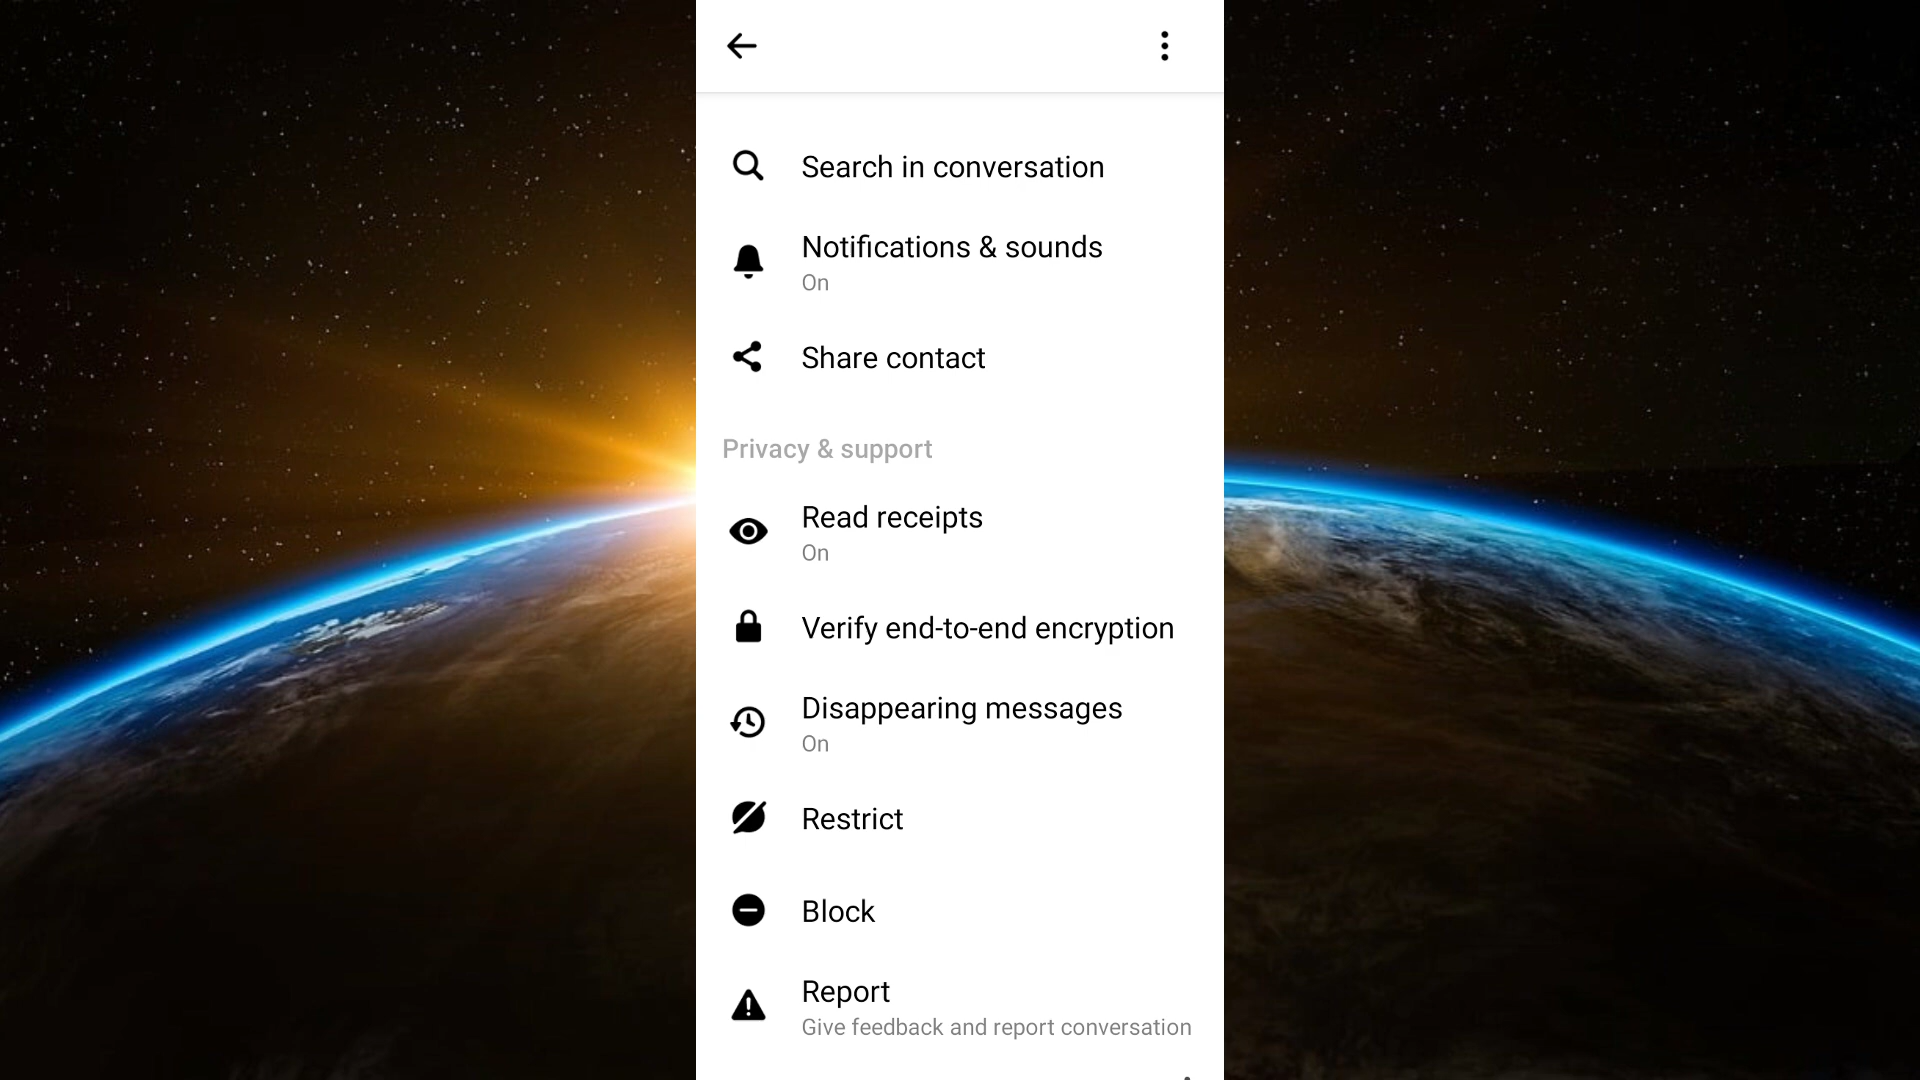 Search in conversation
Notifications & sounds
On
Share contact
Privacy & support
Read receipts
On
Verify end-to-end encryption
Disappearing messages
On
Restrict
Block
Report
Give feedback and report conversation